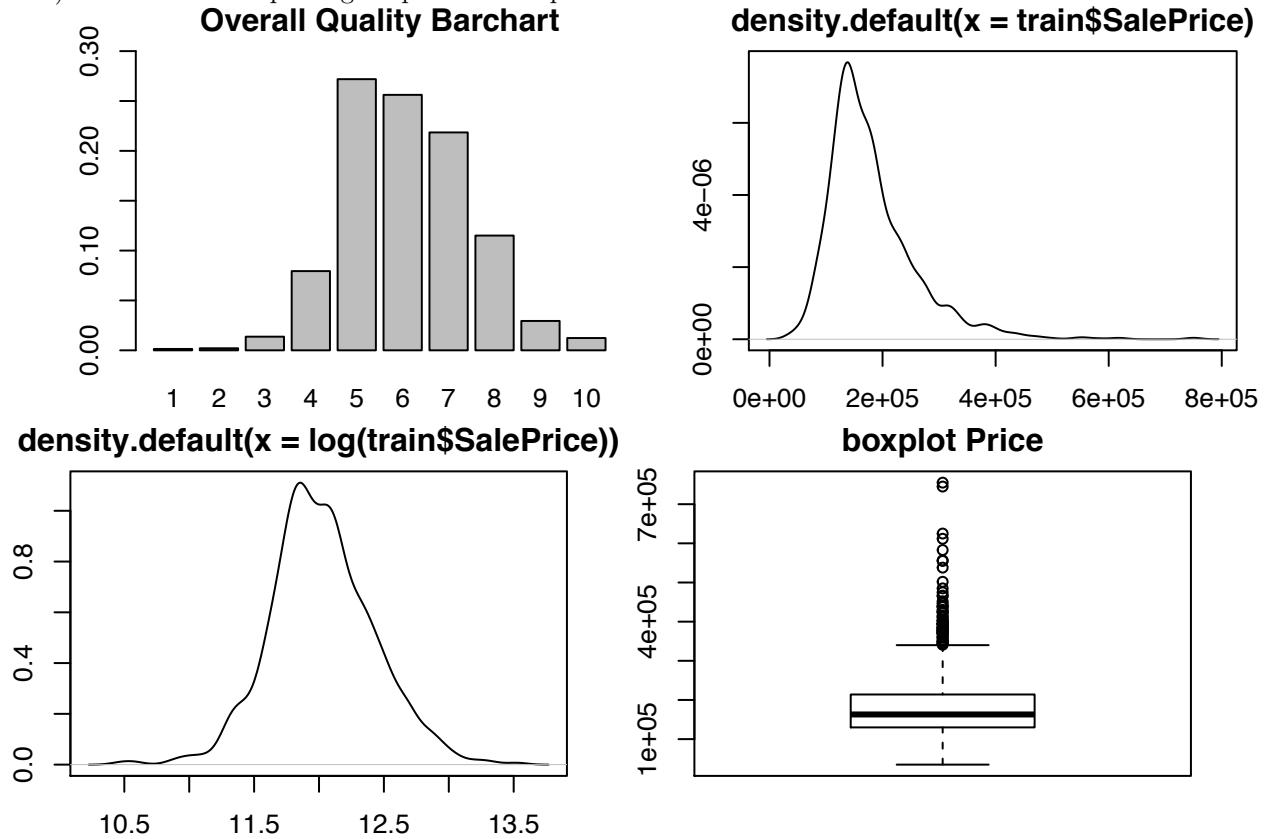 Overall Quality Barchart
0.30
0.20
0.10
0.00
1 2 3 4 5 6 7 8 9 10
density.default(x = train$SalePrice)
4e−06
0e+00
0e+00 2e+05 4e+05 6e+05 8e+05
density.default(x = log(train$SalePrice))
0.8
0.4
0.0
10.5 11.5 12.5 13.5
boxplot Price
7e+05
4e+05
1e+05